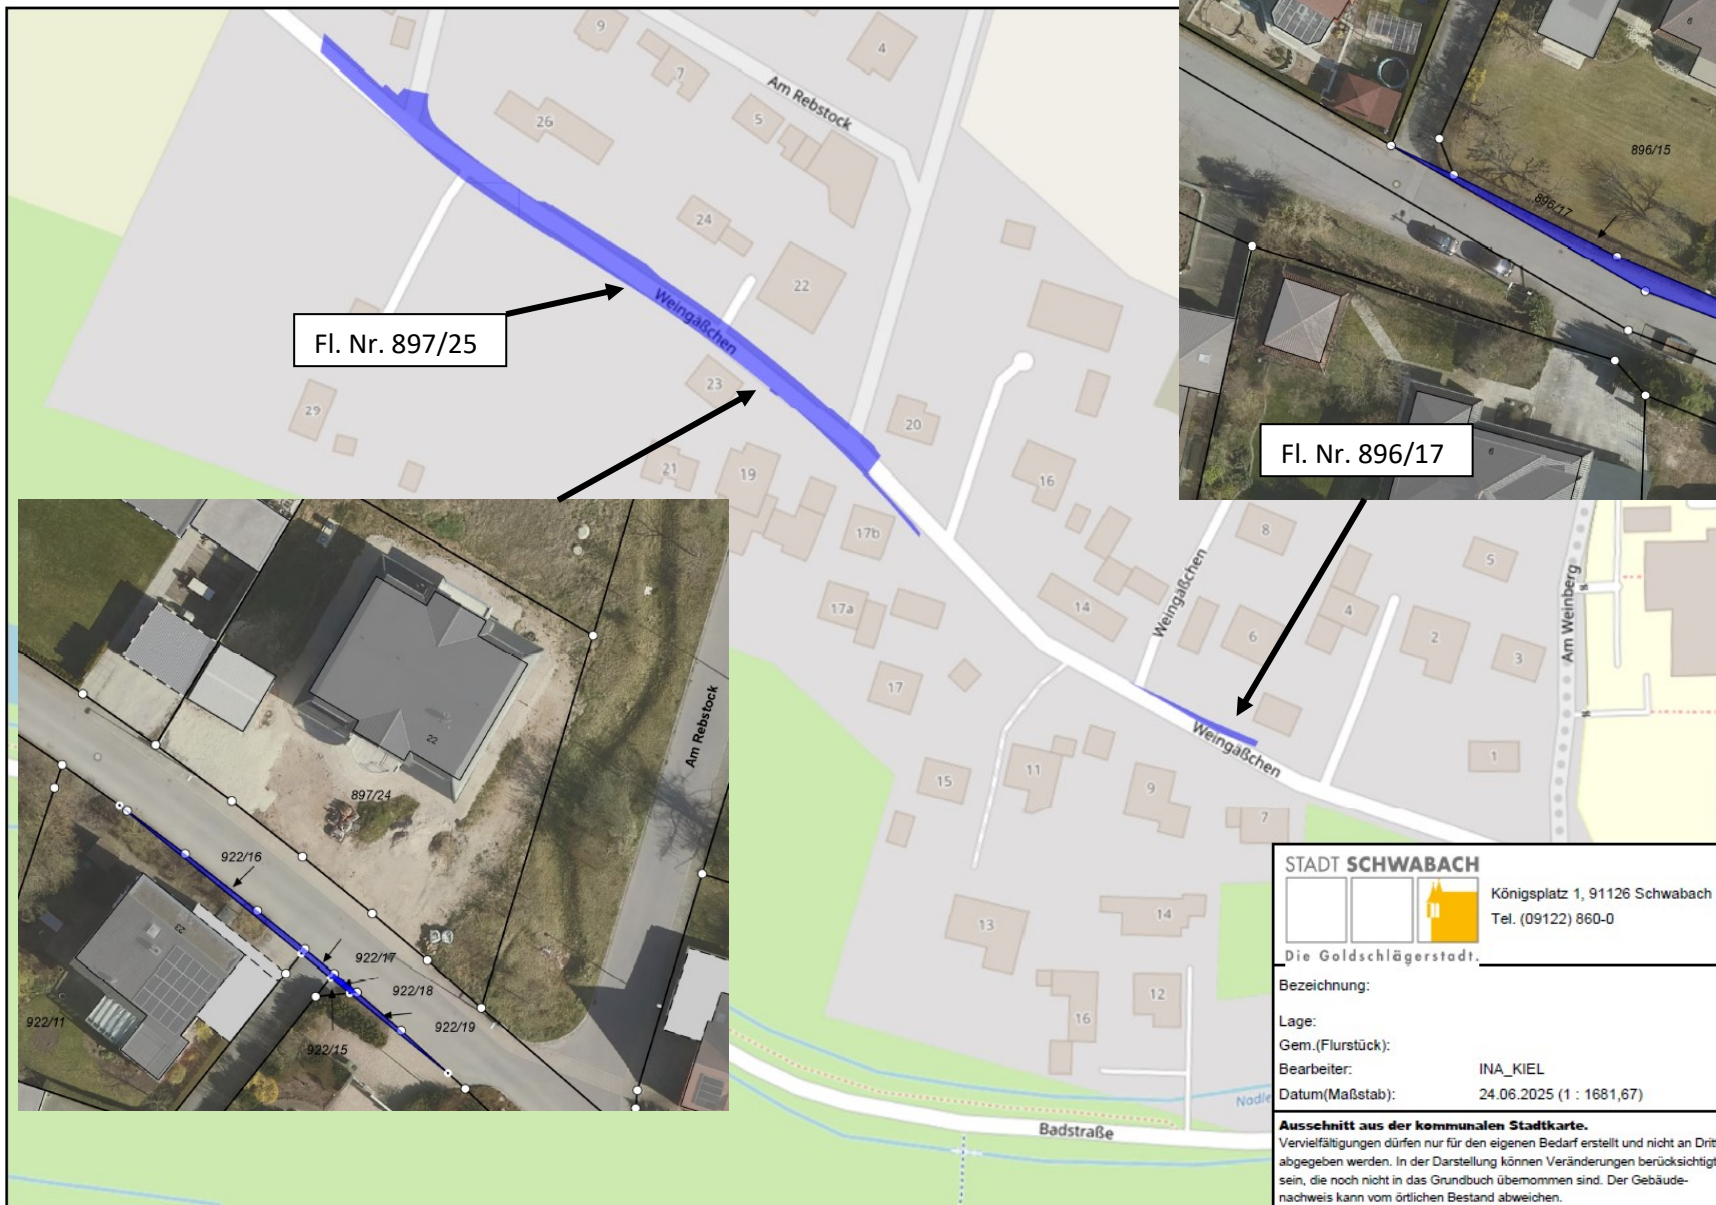 9
4
7
Am Rebstock
5
26
24
22
Weingäßchen
Fl. Nr. 897/25
23
29
20
21
19
16
17b
8
5
14
17a
Weingäßchen
6
4
2
3
Am Weinberg
17
Weingäßchen
1
15
11
9
7
13
14
12
16
Badstraße
6
896/15
896/17
6
Fl. Nr. 896/17
22
Am Rebstock
897/24
922/16
23
922/17
922/18
922/19
922/11
922/15
STADT SCHWABACH
Königsplatz 1, 91126 Schwabach
Tel. (09122) 860-0
Die Goldschlägerstadt.
Bezeichnung:
Lage:
Gem.(Flurstück):
Bearbeiter: INA_KIEL
Datum(Maßstab): 24.06.2025 (1 : 1681,67)
Ausschnitt aus der kommunalen Stadtkarte.
Vervielfältigungen dürfen nur für den eigenen Bedarf erstellt und nicht an Dritt
abgegeben werden. In der Darstellung können Veränderungen berücksichtigt
sein, die noch nicht in das Grundbuch übernommen sind. Der Gebäude-
nachweis kann vom örtlichen Bestand abweichen.